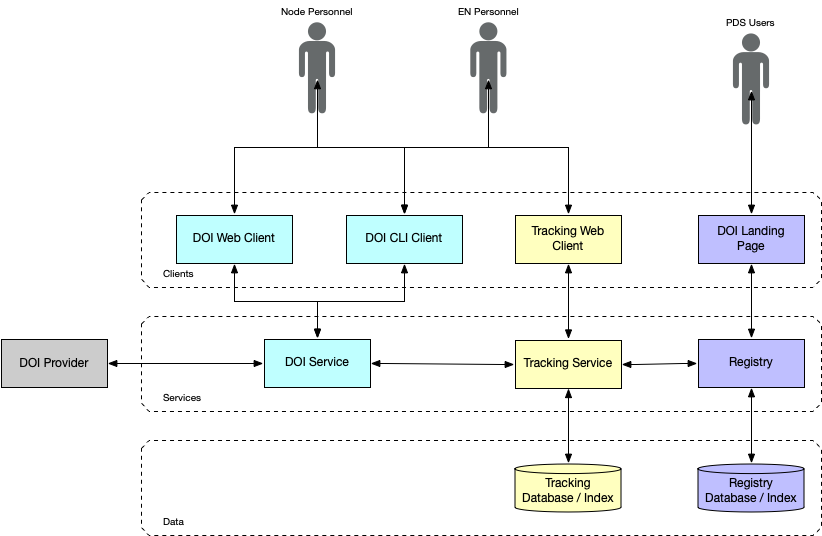 Node Personnel
EN Personnel
PDS Users
DOI Web Client
DOI CLI Client
Tracking Web
Client
DOI Landing
Page
Clients
DOI Provider
DOI Service
Tracking Service
Registry
Services
Tracking
Database / Index
Registry
Database / Index
Data